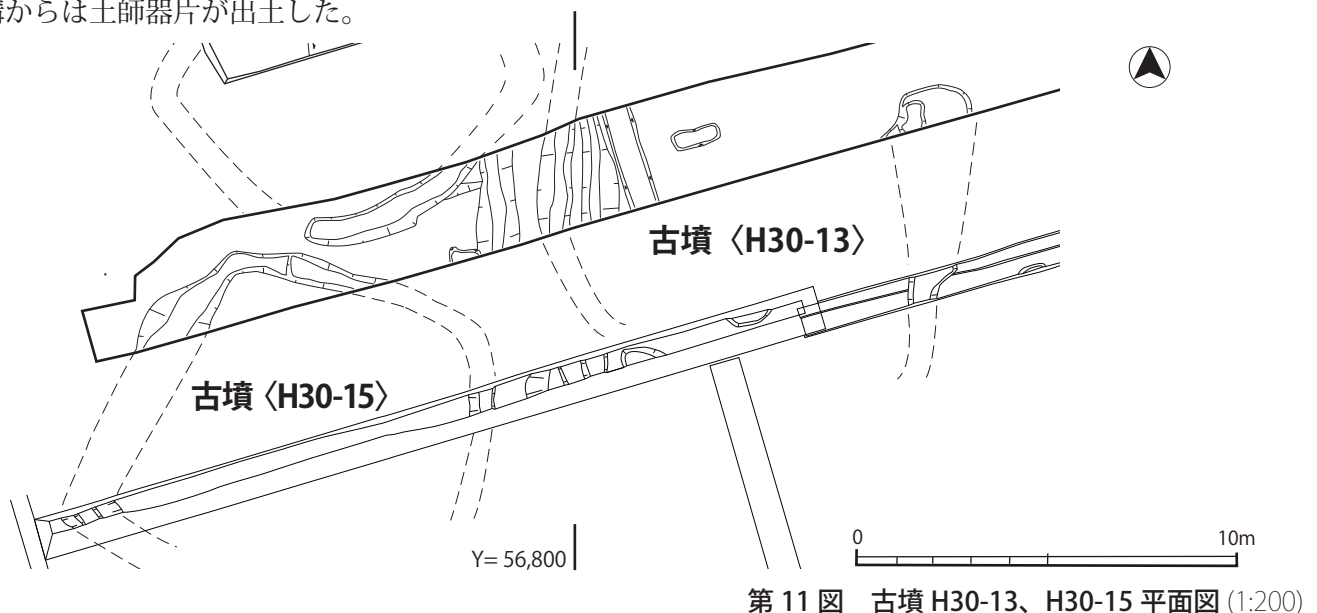 からは土師器片が出土した。
古墳〈H30-13〉
古墳〈H30-15〉
Y= 56,800
0
10m
第 11 図　古墳 H30-13、H30-15 平面図 (1:200)